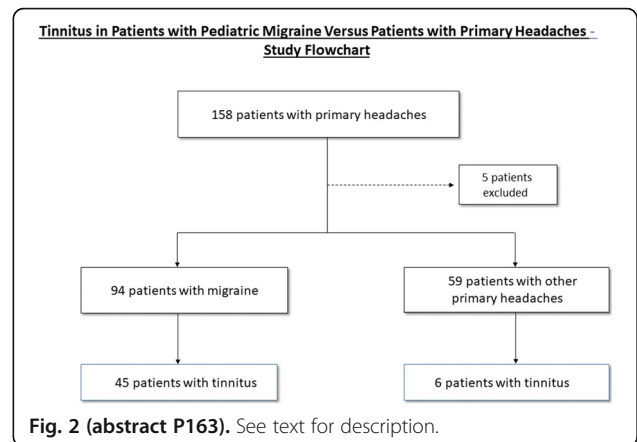 Tinnitus in Patients with Pediatric Migraine Versus Patients with Primary Headaches -
Study Flowchart
158 patients with primary headaches
5 patients
excluded
94 patients with migraine
59 patients with other
primary headaches
45 patients with tinnitus
6 patients with tinnitus
Fig. 2 (abstract P163). See text for description.